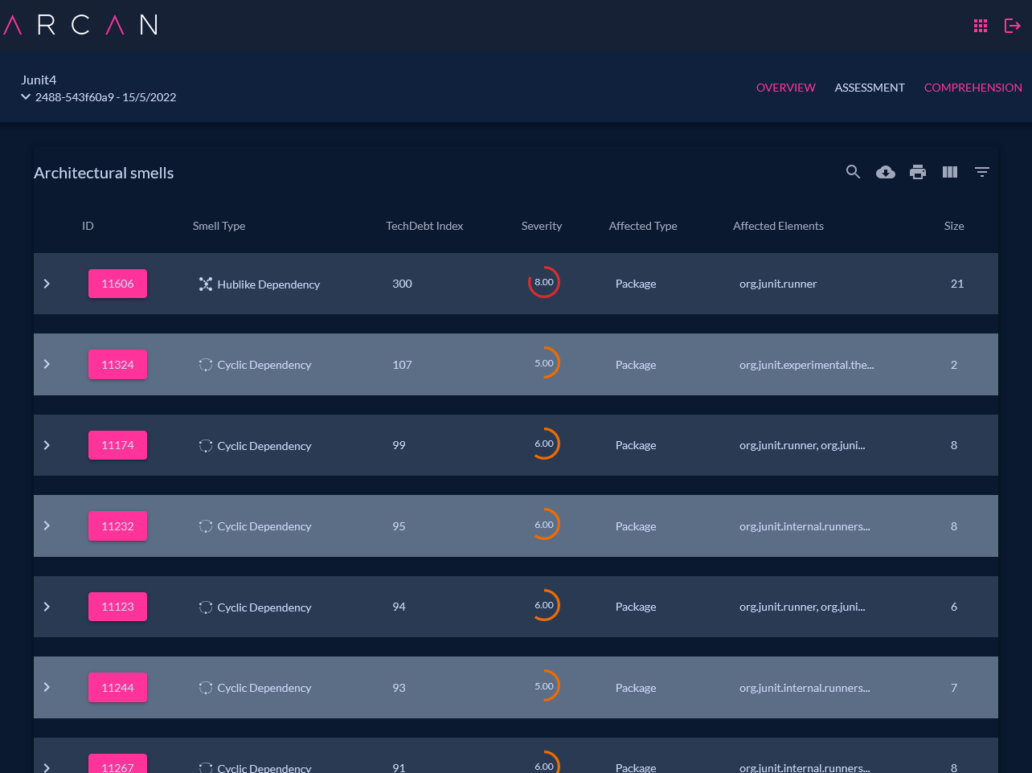 ARCAN
Junit4
2488-543f60a9 - 15/5/2022
OVERVIEW ASSESSMENT COMPREHENSION
Architectural smells
ID Smell Type TechDebt Index Severity Affected Type Affected Elements Size
11606 Hublike Dependency 300 8.00 Package org.junit.runner 21
11324 Cyclic Dependency 107 5.00 Package org.junit.experimental.the... 2
11174 Cyclic Dependency 99 6.00 Package org.junit.runner, org.juni... 8
11232 Cyclic Dependency 95 6.00 Package org.junit.internal.runners... 8
11123 Cyclic Dependency 94 6.00 Package org.junit.runner, org.juni... 6
11244 Cyclic Dependency 93 5.00 Package org.junit.internal.runners... 7
11267 Cyclic Dependency 91 6.00 Package org.junit.internal.runners... 8